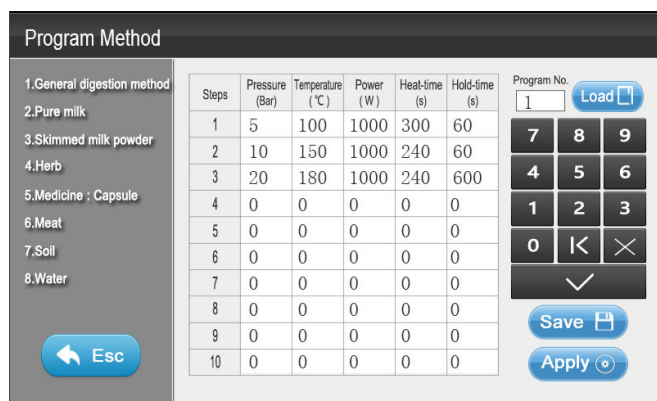 Program Method
1.General digestion method
2.Pure milk
3.Skimmed milk powder
4.Herb
5.Medicine : Capsule
6.Meat
7.Soil
8.Water
Esc
Steps Pressure (Bar) Temperature (℃) Power (W) Heat-time (s) Hold-time (s)
1 5 100 1000 300 60
2 10 150 1000 240 60
3 20 180 1000 240 600
4 0 0 0 0 0
5 0 0 0 0 0
6 0 0 0 0 0
7 0 0 0 0 0
8 0 0 0 0 0
9 0 0 0 0 0
10 0 0 0 0 0
Program No.
1 Load
7 8 9
4 5 6
1 2 3
0
Save
Apply